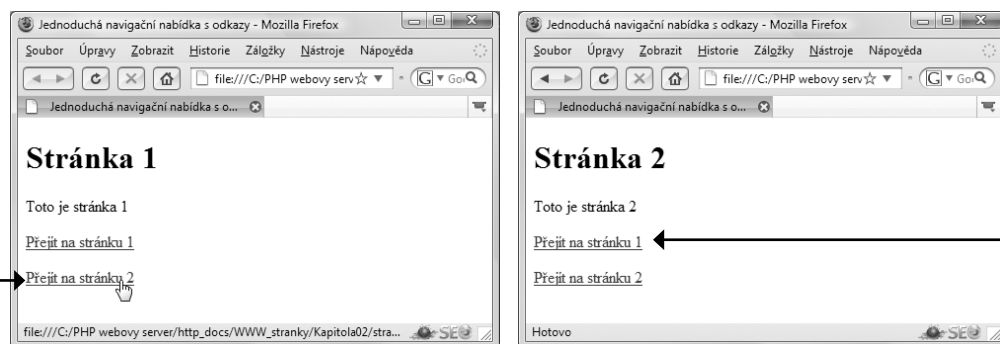 Jednoduchá navigační nabídka s odkazy - Mozilla Firefox
Soubor Úpravy Zobrazit Historie Záložky Nástroje Nápověda
file:///C:/PHP webovy serv
Jednoduchá navigační nabídka s o...
Stránka 1
Toto je stránka 1
Přejít na stránku 1
Přejít na stránku 2
file:///C:/PHP webovy server/http_docs/WWW_stranky/Kapitola02/stra...
Jednoduchá navigační nabídka s odkazy - Mozilla Firefox
Soubor Úpravy Zobrazit Historie Záložky Nástroje Nápověda
file:///C:/PHP webovy serv
Jednoduchá navigační nabídka s o...
Stránka 2
Toto je stránka 2
Přejít na stránku 1
Přejít na stránku 2
Hotovo